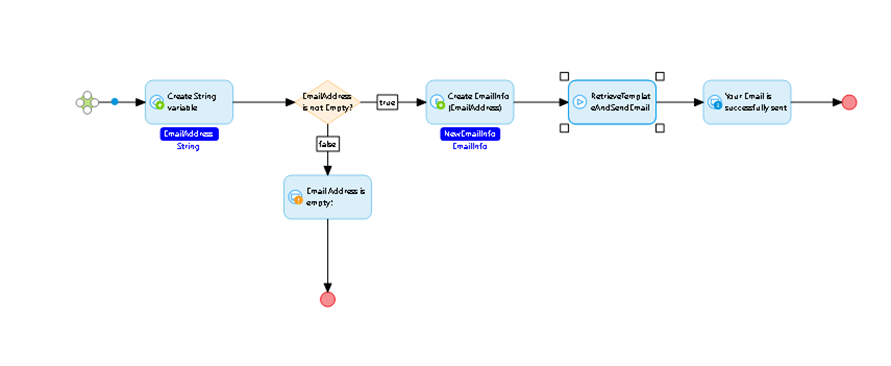 Create String
variable
EmailAddress
String
EmailAddress
is not Empty?
true
false
Create EmailInfo
(EmailAddress)
NewEmailInfo
EmailInfo
RetrieveTemplat
eAndSendEmail
Your Email is
successfully sent
Email Address is
empty!